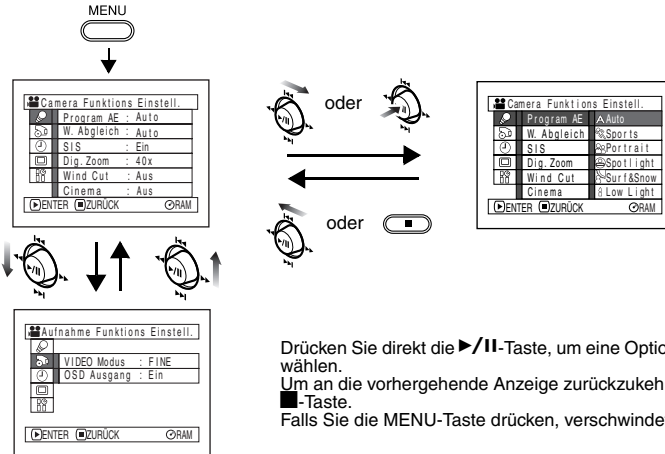 MENU
Camera Funktions Einstell.
Program AE : Auto
W. Abgleich : Auto
SIS : Ein
Dig. Zoom : 40x
Wind Cut : Aus
Cinema : Aus
ENTER ZURÜCK RAM
oder
oder
Camera Funktions Einstell.
Program AE Auto
W. Abgleich Sports
SIS Portrait
Dig. Zoom Spotlight
Wind Cut Surf&Snow
Cinema Low Light
ENTER ZURÜCK RAM
Aufnahme Funktions Einstell.
VIDEO Modus : FINE
OSD Ausgang : Ein
ENTER ZURÜCK RAM
Drücken Sie direkt die ►/II-Taste, um eine Optio
wählen.
Um an die vorhergehende Anzeige zurückzukeh
■-Taste.
Falls Sie die MENU-Taste drücken, verschwinde